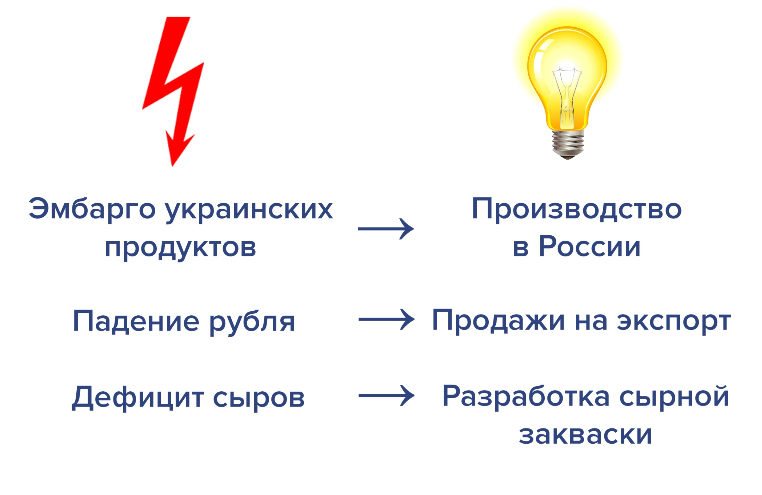 Эмбарго украинских
продуктов
→
Производство
в России
Падение рубля → Продажи на экспорт
Дефицит сыров → Разработка сырной
закваски